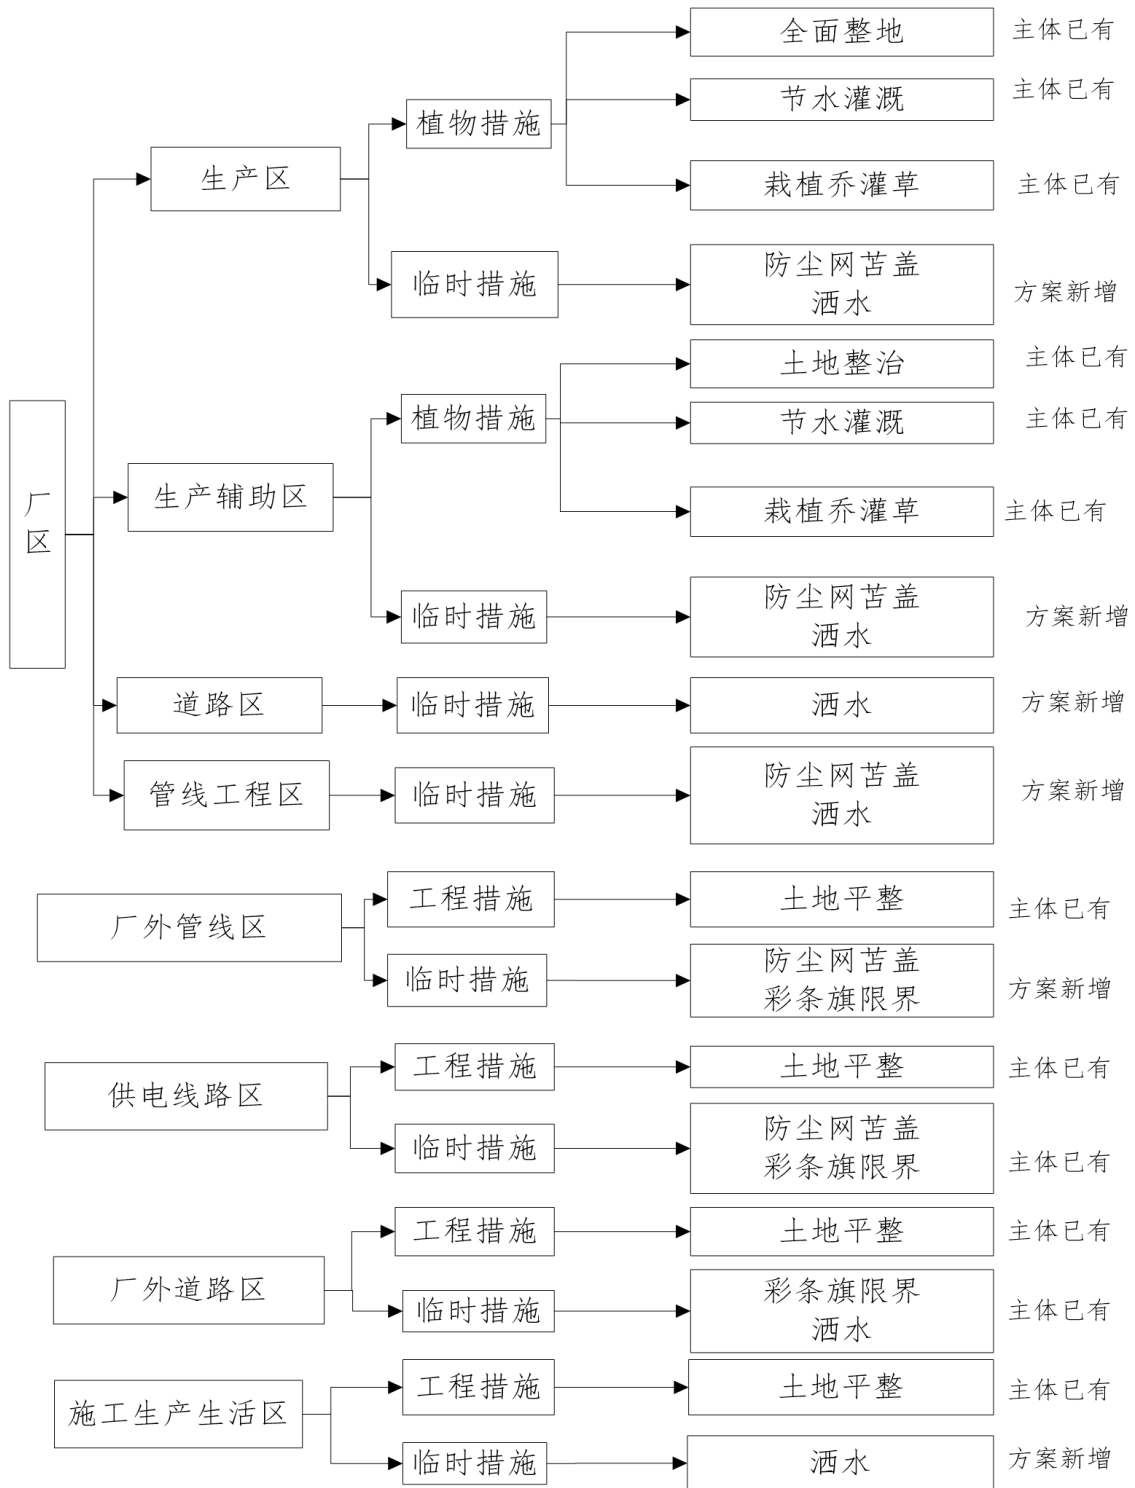 全面整地 主体已有
节水灌溉 主体已有
植物措施
生产区
栽植乔灌草 主体已有
临时措施
防尘网苫盖
洒水
方案新增
土地整治 主体已有
植物措施
节水灌溉 主体已有
厂
区
生产辅助区
栽植乔灌草 主体已有
临时措施
防尘网苫盖
洒水
方案新增
道路区 临时措施 洒水 方案新增
管线工程区 临时措施
防尘网苫盖
洒水
方案新增
厂外管线区
工程措施 土地平整 主体已有
临时措施
防尘网苫盖
彩条旗限界
方案新增
供电线路区
工程措施 土地平整 主体已有
临时措施
防尘网苫盖
彩条旗限界
主体已有
厂外道路区
工程措施 土地平整 主体已有
临时措施
彩条旗限界
洒水
主体已有
施工生产生活区
工程措施 土地平整 主体已有
临时措施 洒水 方案新增